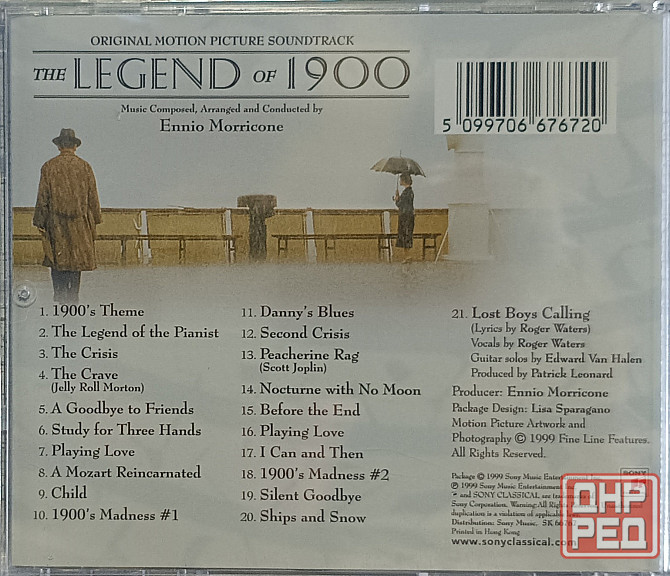 ORIGINAL MOTION PICTURE SOUNDTRACK
THE LEGEND OF 1900
Music Composed, Arranged and Conducted by
Ennio Morricone
5 099706 676720
1. 1900's Theme
2. The Legend of the Pianist
3. The Crisis
4. The Crave
(Jelly Roll Morton)
5. A Goodbye to Friends
6. Study for Three Hands
7. Playing Love
8. A Mozart Reincarnated
9. Child
10. 1900's Madness #1
11. Danny's Blues
12. Second Crisis
13. Peacherine Rag
(Scott Joplin)
14. Nocturne with No Moon
15. Before the End
16. Playing Love
17. I Can and Then
18. 1900's Madness #2
19. Silent Goodbye
20. Ships and Snow
21. Lost Boys Calling
(Lyrics by Roger Waters)
Vocals by Roger Waters
Guitar solos by Edward Van Halen
Produced by Patrick Leonard
Producer: Ennio Morricone
Package Design: Lisa Sparagano
Motion Picture Artwork and
Photography © 1999 Fine Line Features.
All Rights Reserved.
Package © 1999 Sony Music Entertainment Inc.
℗ 1999 Sony Music Entertainment
and SONY CLASSICAL are trademarks of
Sony Corporation. Warning: All
duplication is a violation of applicable
Distribution: Sony Music. SK
Printed in Hong Kong
www.sonyclassical.com
SONY
QHP
PEQ